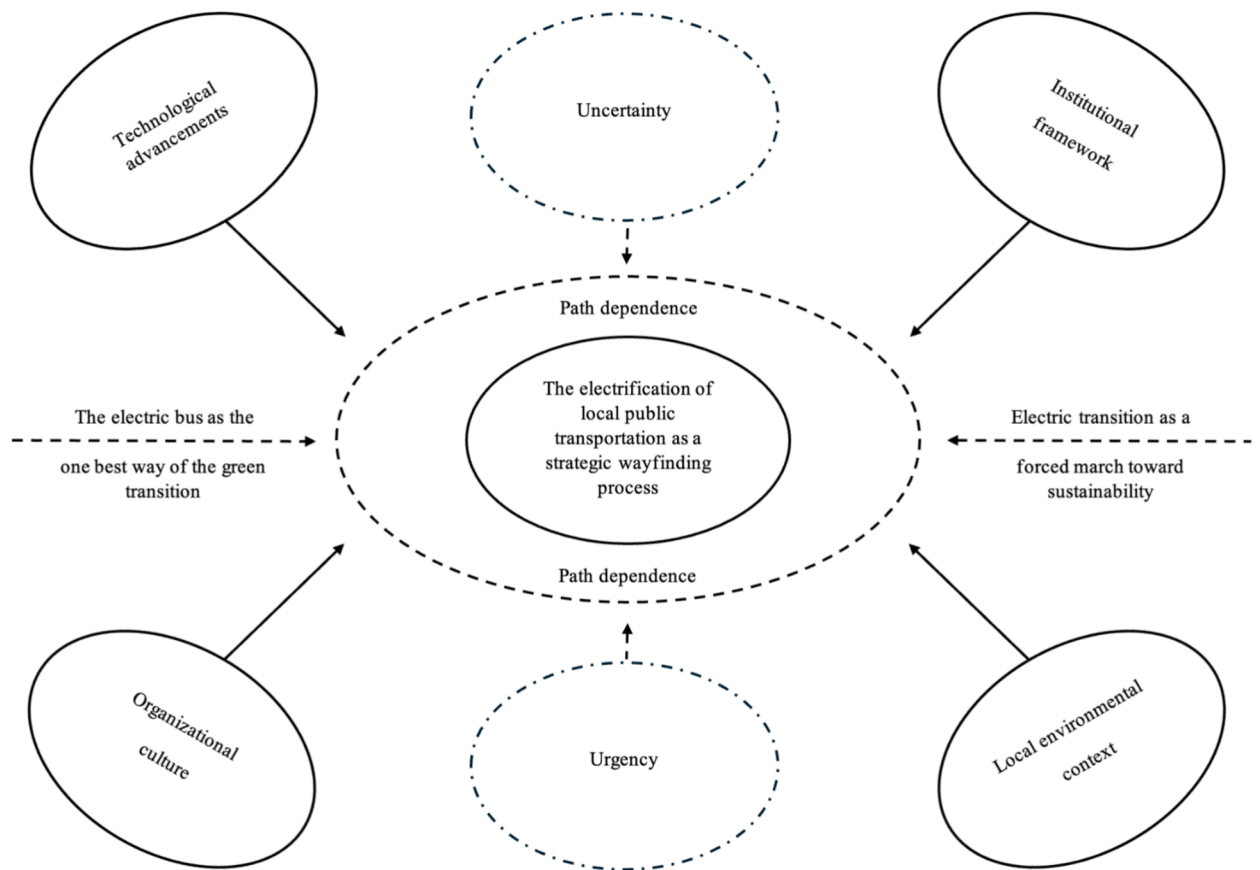 Technological
advancements
Uncertainty
Institutional
framework
Path dependence
The electrification of
local public
transportation as a
strategic wayfinding
process
The electric bus as the
one best way of the green
transition
Electric transition as a
forced march toward
sustainability
Path dependence
Organizational
culture
Urgency
Local environmental
context